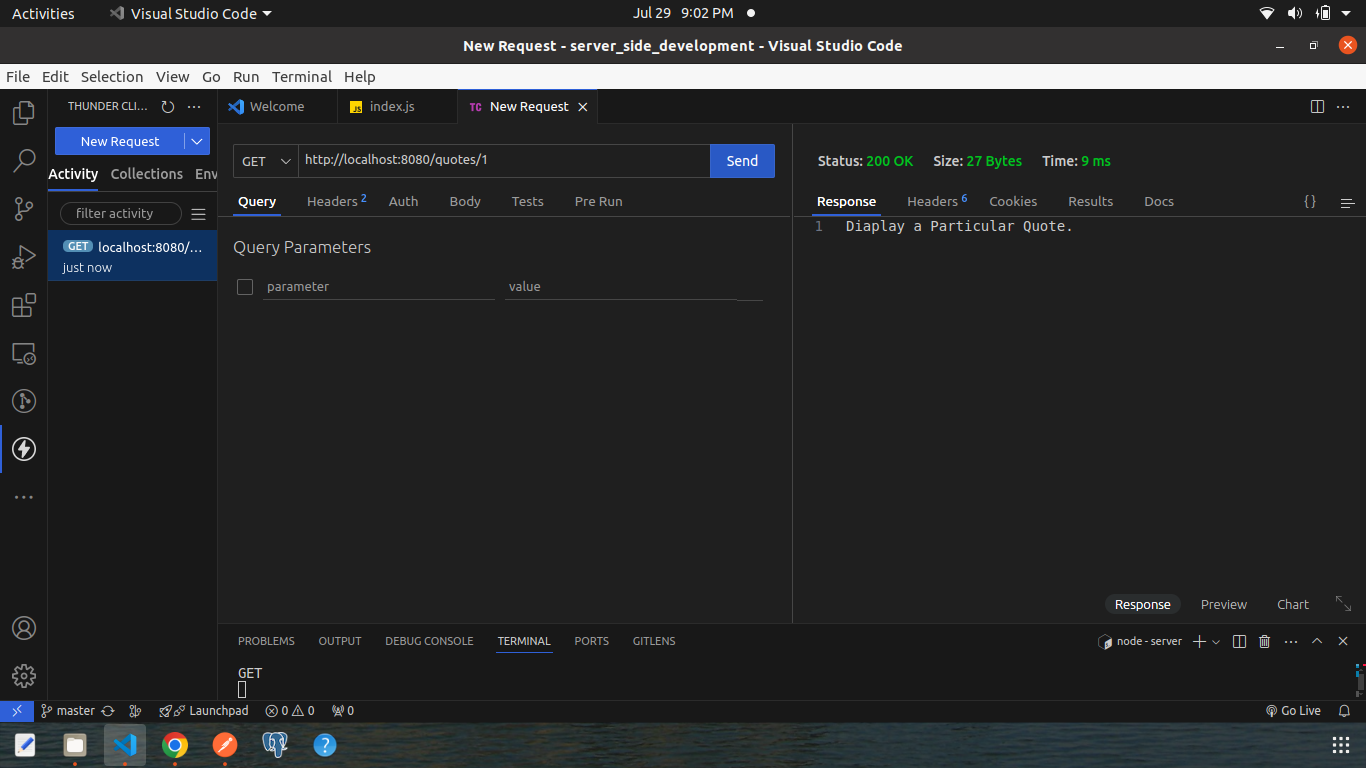 Activities Visual Studio Code Jul 29 9:02 PM
New Request - server_side_development - Visual Studio Code
File Edit Selection View Go Run Terminal Help
THUNDER CLI...
Welcome
JS index.js
TC New Request
New Request
Activity Collections Env
filter activity
GET localhost:8080/...
just now
GET http://localhost:8080/quotes/1 Send
Query Headers 2 Auth Body Tests Pre Run
Query Parameters
parameter value
Status: 200 OK Size: 27 Bytes Time: 9 ms
Response Headers 6 Cookies Results Docs { }
1 Diaplay a Particular Quote.
Response Preview Chart
PROBLEMS OUTPUT DEBUG CONSOLE TERMINAL PORTS GITLENS node - server
GET
master Launchpad 0 0 0 Go Live
?